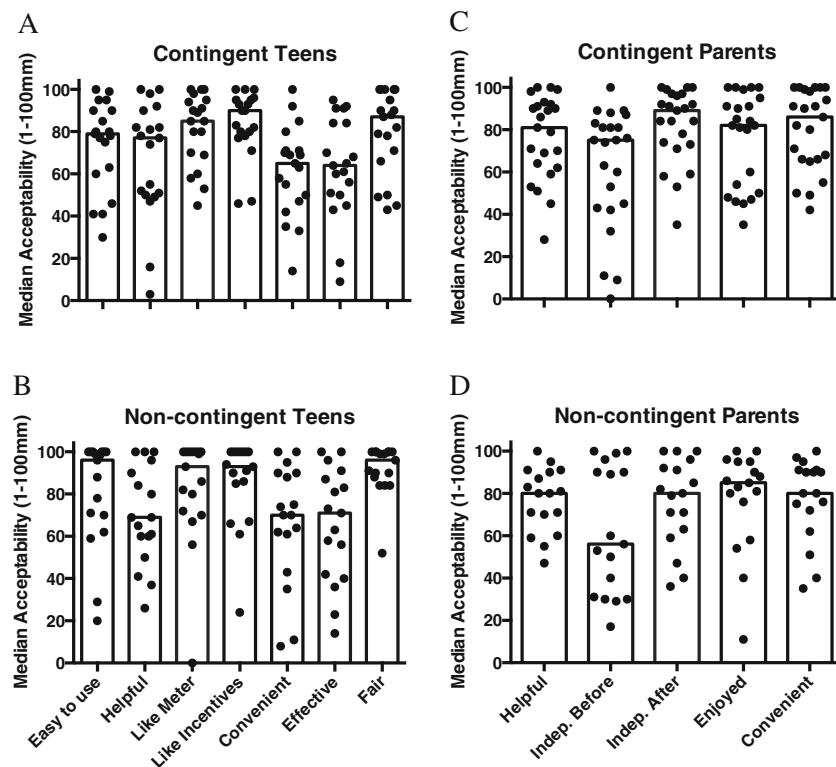 A
Contingent Teens
Median Acceptability (1-100mm)
100
80
60
40
20
0
B
Non-contingent Teens
Median Acceptability (1-100mm)
100
80
60
40
20
0
Easy to use
Helpful
Like Meter
Like Incentives
Convenient
Effective
Fair
C
Contingent Parents
Median Acceptability (1-100mm)
100
80
60
40
20
0
D
Non-contingent Parents
Median Acceptability (1-100mm)
100
80
60
40
20
0
Helpful
Indep. Before
Indep. After
Enjoyed
Convenient